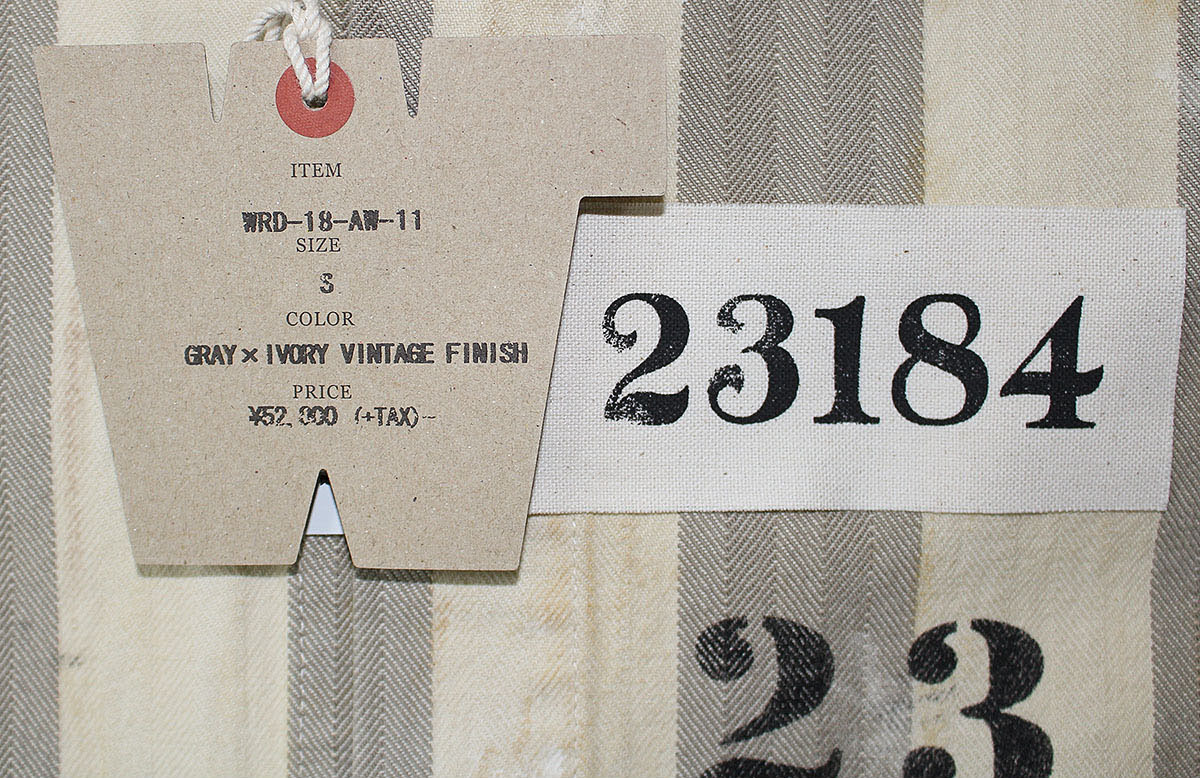 ITEM
WRD-18-AW-11
SIZE
S
COLOR
GRAY×IVORY VINTAGE FINISH
PRICE
¥52,000 (+TAX)-
23184
23